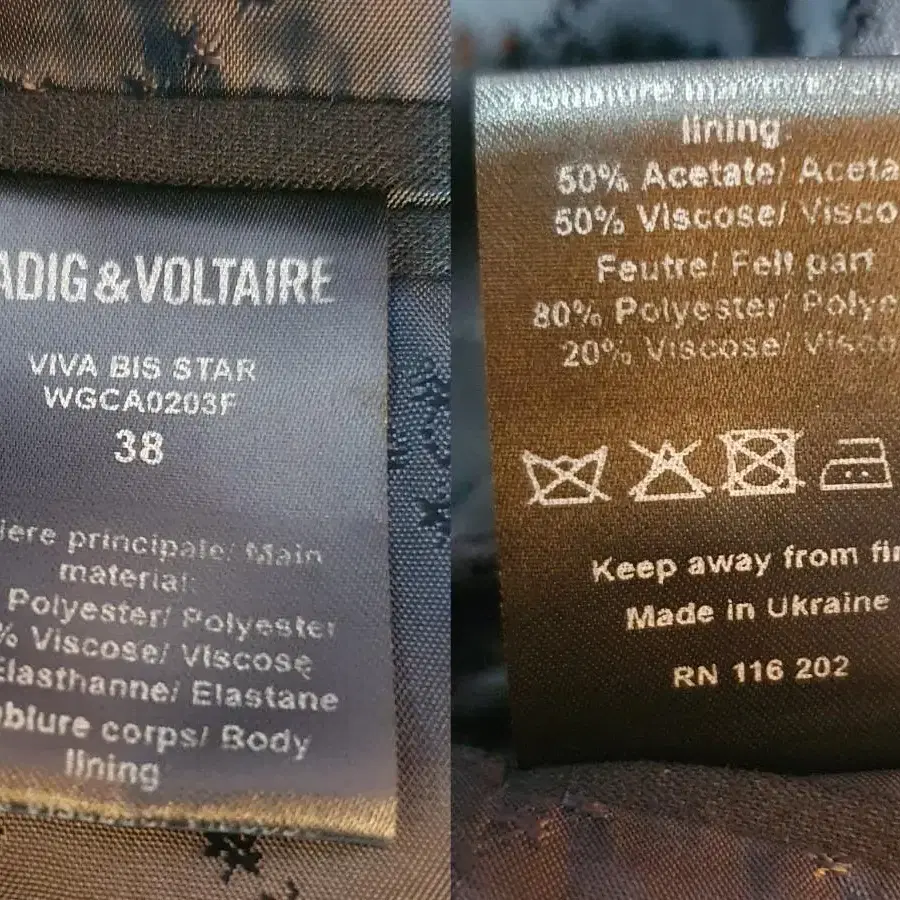 ADIG&VOLTAIRE
VIVA BIS STAR
WGCA0203F
38
iere principale/ Main
material:
Polyester/ Polyester
% Viscose/ Viscose
Elasthanne/ Elastane
ublure corps/ Body
lining
lining
50% Acetate/ Aceta
50% Viscose/ Visco
Feutre/ Felt part
80% Polyester/ Polye
20% Viscose/ Visco
Keep away from fir
Made in Ukraine
RN 116 202